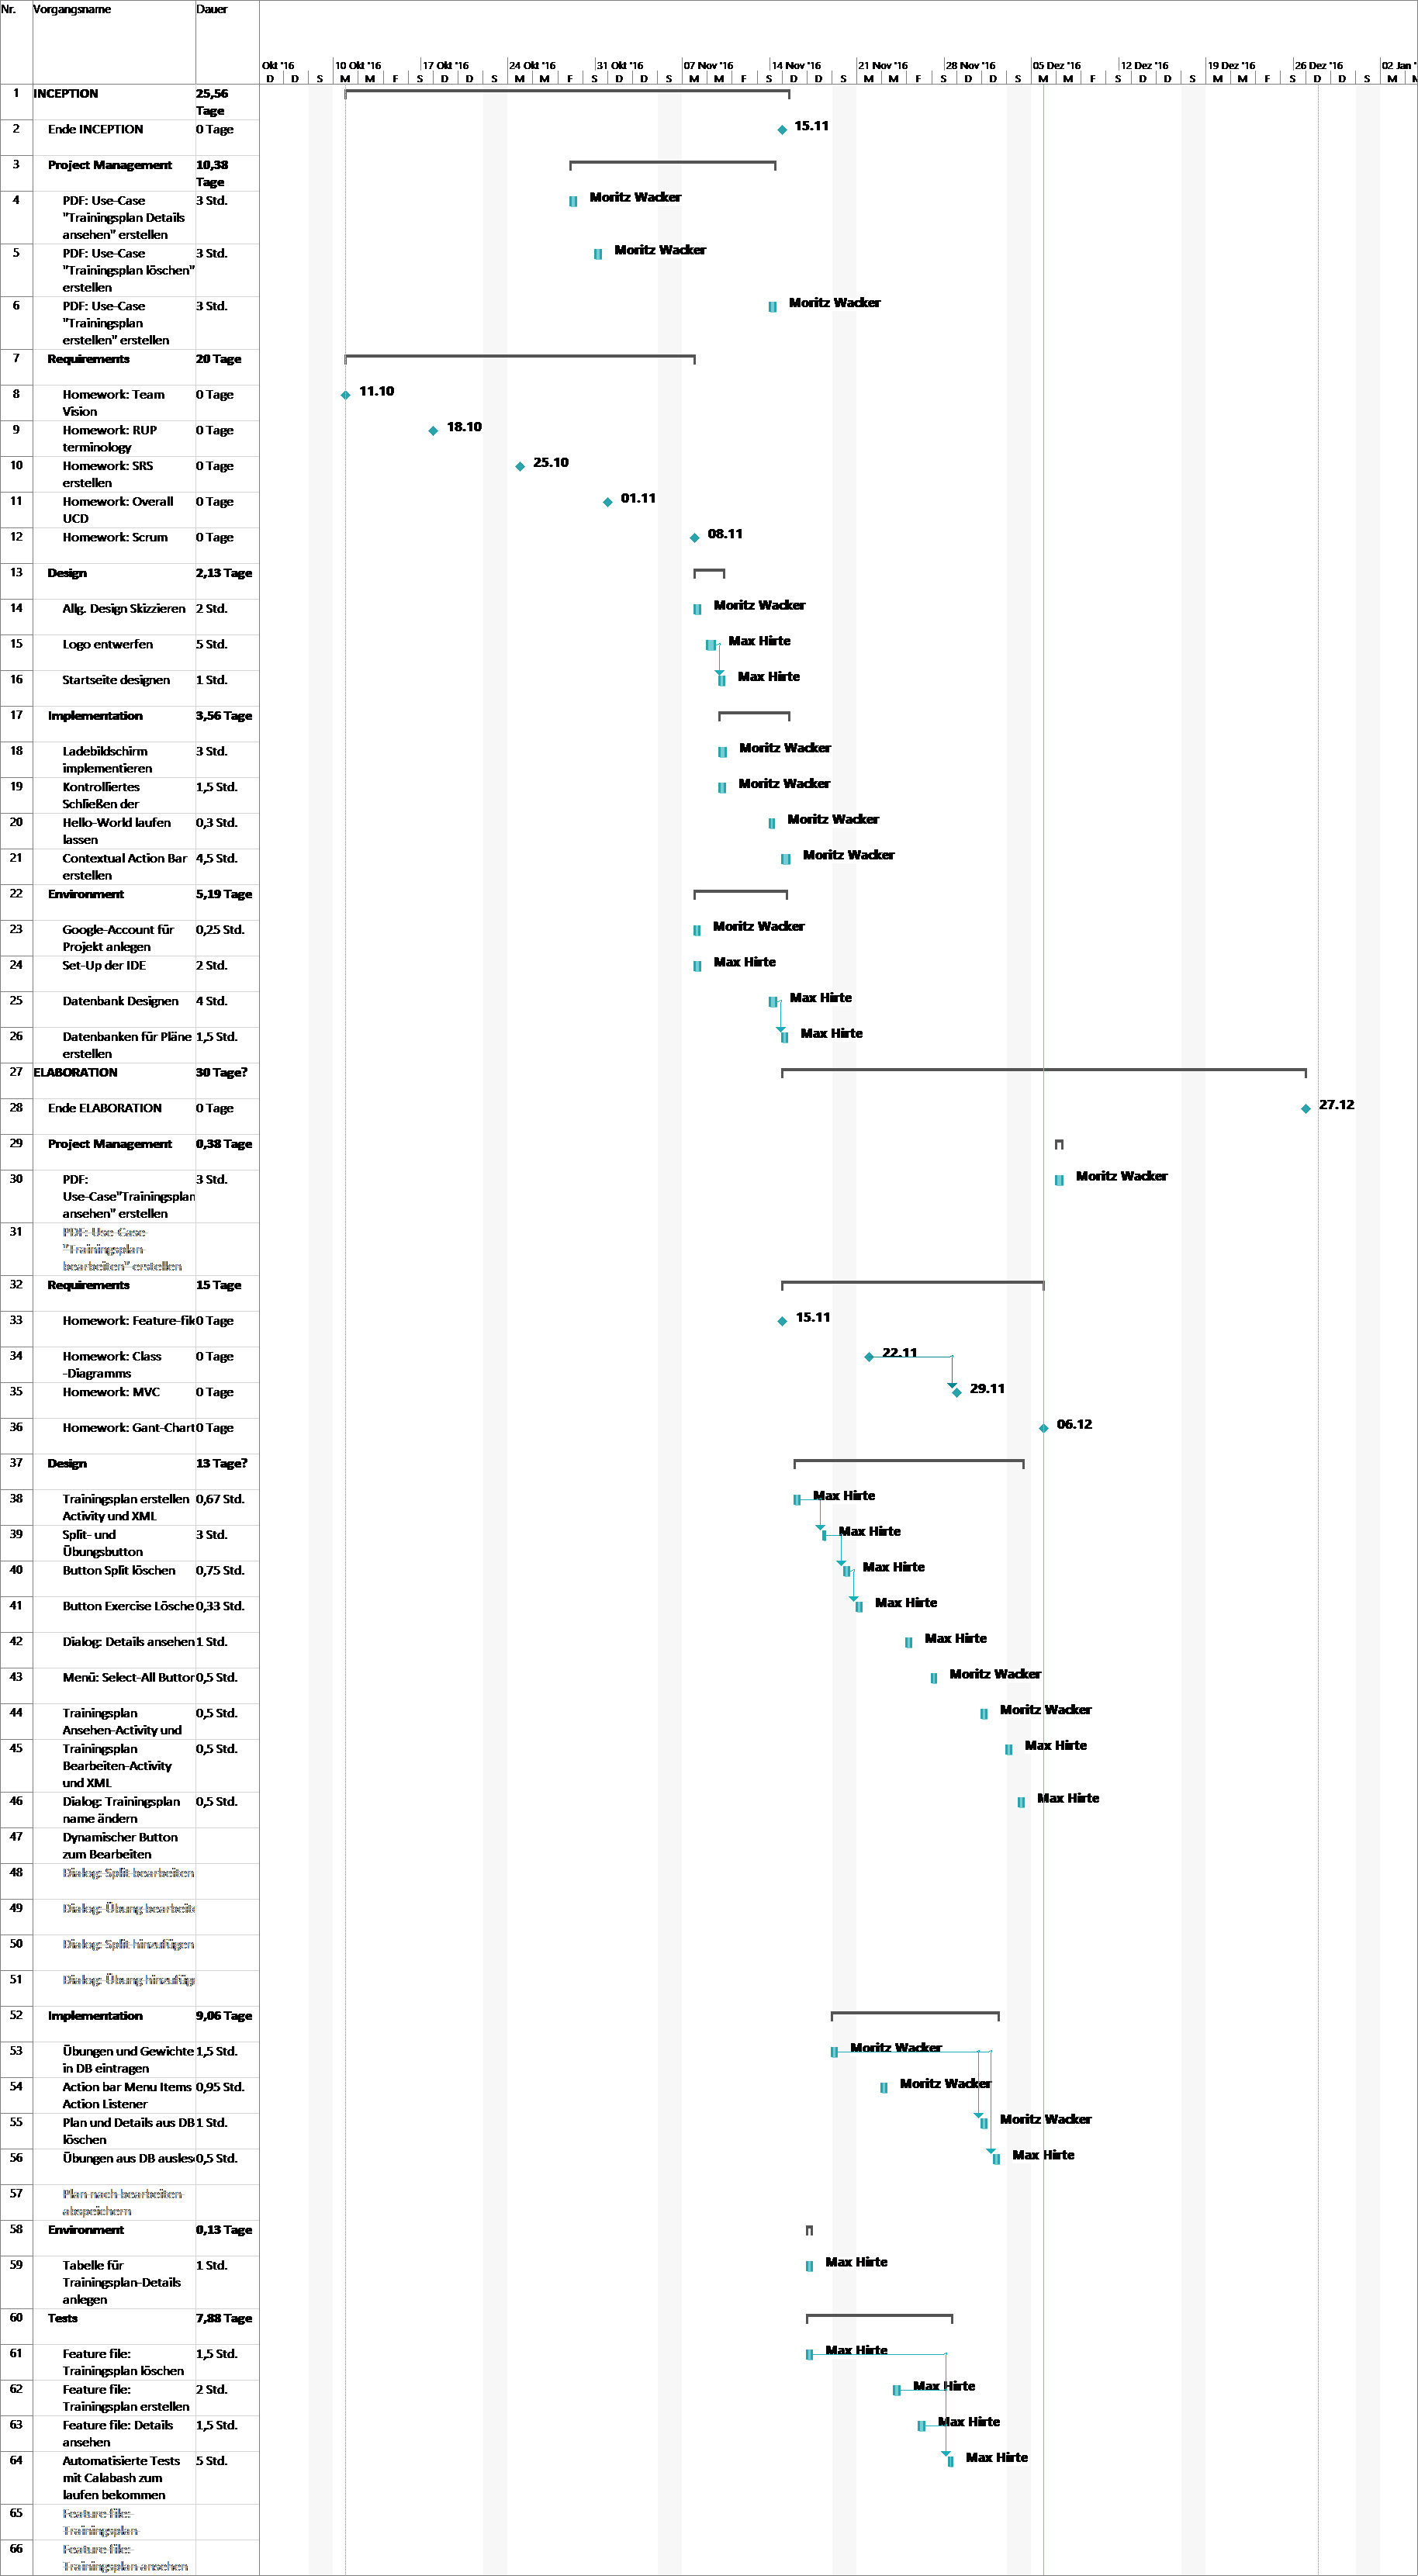 Nr. Vorgangsname Dauer
Okt '16 10 Okt '16 17 Okt '16 24 Okt '16 31 Okt '16 07 Nov '16 14 Nov '16 21 Nov '16 28 Nov '16 05 Dez '16 12 Dez '16 19 Dez '16 26 Dez '16 02 Jan '
D D S M M F S D D S M M F S D D S M M F S D D S M M F S D D S M M F S D D S M M F S D D S M M
1 INCEPTION 25,56
Tage
2 Ende INCEPTION 0 Tage 15.11
3 Project Management 10,38
Tage
4 PDF: Use-Case 3 Std. Moritz Wacker
"Trainingsplan Details
ansehen" erstellen
5 PDF: Use-Case 3 Std. Moritz Wacker
"Trainingsplan löschen"
erstellen
6 PDF: Use-Case 3 Std. Moritz Wacker
"Trainingsplan
erstellen" erstellen
7 Requirements 20 Tage
8 Homework: Team 0 Tage 11.10
Vision
9 Homework: RUP 0 Tage 18.10
terminology
10 Homework: SRS 0 Tage 25.10
erstellen
11 Homework: Overall 0 Tage 01.11
UCD
12 Homework: Scrum 0 Tage 08.11
13 Design 2,13 Tage
14 Allg. Design Skizzieren 2 Std. Moritz Wacker
15 Logo entwerfen 5 Std. Max Hirte
16 Startseite designen 1 Std. Max Hirte
17 Implementation 3,56 Tage
18 Ladebildschirm 3 Std. Moritz Wacker
implementieren
19 Kontrolliertes 1,5 Std. Moritz Wacker
Schließen der
20 Hello-World laufen 0,3 Std. Moritz Wacker
lassen
21 Contextual Action Bar 4,5 Std. Moritz Wacker
erstellen
22 Environment 5,19 Tage
23 Google-Account für 0,25 Std. Moritz Wacker
Projekt anlegen
24 Set-Up der IDE 2 Std. Max Hirte
25 Datenbank Designen 4 Std. Max Hirte
26 Datenbanken für Pläne 1,5 Std. Max Hirte
erstellen
27 ELABORATION 30 Tage?
28 Ende ELABORATION 0 Tage 27.12
29 Project Management 0,38 Tage
30 PDF: 3 Std. Moritz Wacker
Use-Case"Trainingsplan
ansehen" erstellen
31 PDF: Use-Case
"Trainingsplan
bearbeiten" erstellen
32 Requirements 15 Tage
33 Homework: Feature-fil 0 Tage 15.11
34 Homework: Class 0 Tage 22.11
-Diagramms
35 Homework: MVC 0 Tage 29.11
36 Homework: Gant-Chart 0 Tage 06.12
37 Design 13 Tage?
38 Trainingsplan erstellen 0,67 Std. Max Hirte
Activity und XML
39 Split- und 3 Std. Max Hirte
Übungsbutton
40 Button Split löschen 0,75 Std. Max Hirte
41 Button Exercise Lösche 0,33 Std. Max Hirte
42 Dialog: Details ansehen 1 Std. Max Hirte
43 Menü: Select-All Buttor 0,5 Std. Moritz Wacker
44 Trainingsplan 0,5 Std. Moritz Wacker
Ansehen-Activity und
45 Trainingsplan 0,5 Std. Max Hirte
Bearbeiten-Activity
und XML
46 Dialog: Trainingsplan 0,5 Std. Max Hirte
name ändern
47 Dynamischer Button
zum Bearbeiten
48 Dialog: Split bearbeiten
49 Dialog: Übung bearbeite
50 Dialog: Split hinzufügen
51 Dialog: Übung hinzufüg
52 Implementation 9,06 Tage
53 Übungen und Gewichte 1,5 Std. Moritz Wacker
in DB eintragen
54 Action bar Menu Items 0,95 Std. Moritz Wacker
Action Listener
55 Plan und Details aus DB 1 Std. Moritz Wacker
löschen
56 Übungen aus DB ausles 0,5 Std. Max Hirte
57 Plan nach bearbeiten
abspeichern
58 Environment 0,13 Tage
59 Tabelle für 1 Std. Max Hirte
Trainingsplan-Details
anlegen
60 Tests 7,88 Tage
61 Feature file: 1,5 Std. Max Hirte
Trainingsplan löschen
62 Feature file: 2 Std. Max Hirte
Trainingsplan erstellen
63 Feature file: Details 1,5 Std. Max Hirte
ansehen
64 Automatisierte Tests 5 Std. Max Hirte
mit Calabash zum
laufen bekommen
65 Feature file:
Trainingsplan
66 Feature file:
Trainingsplan ansehen